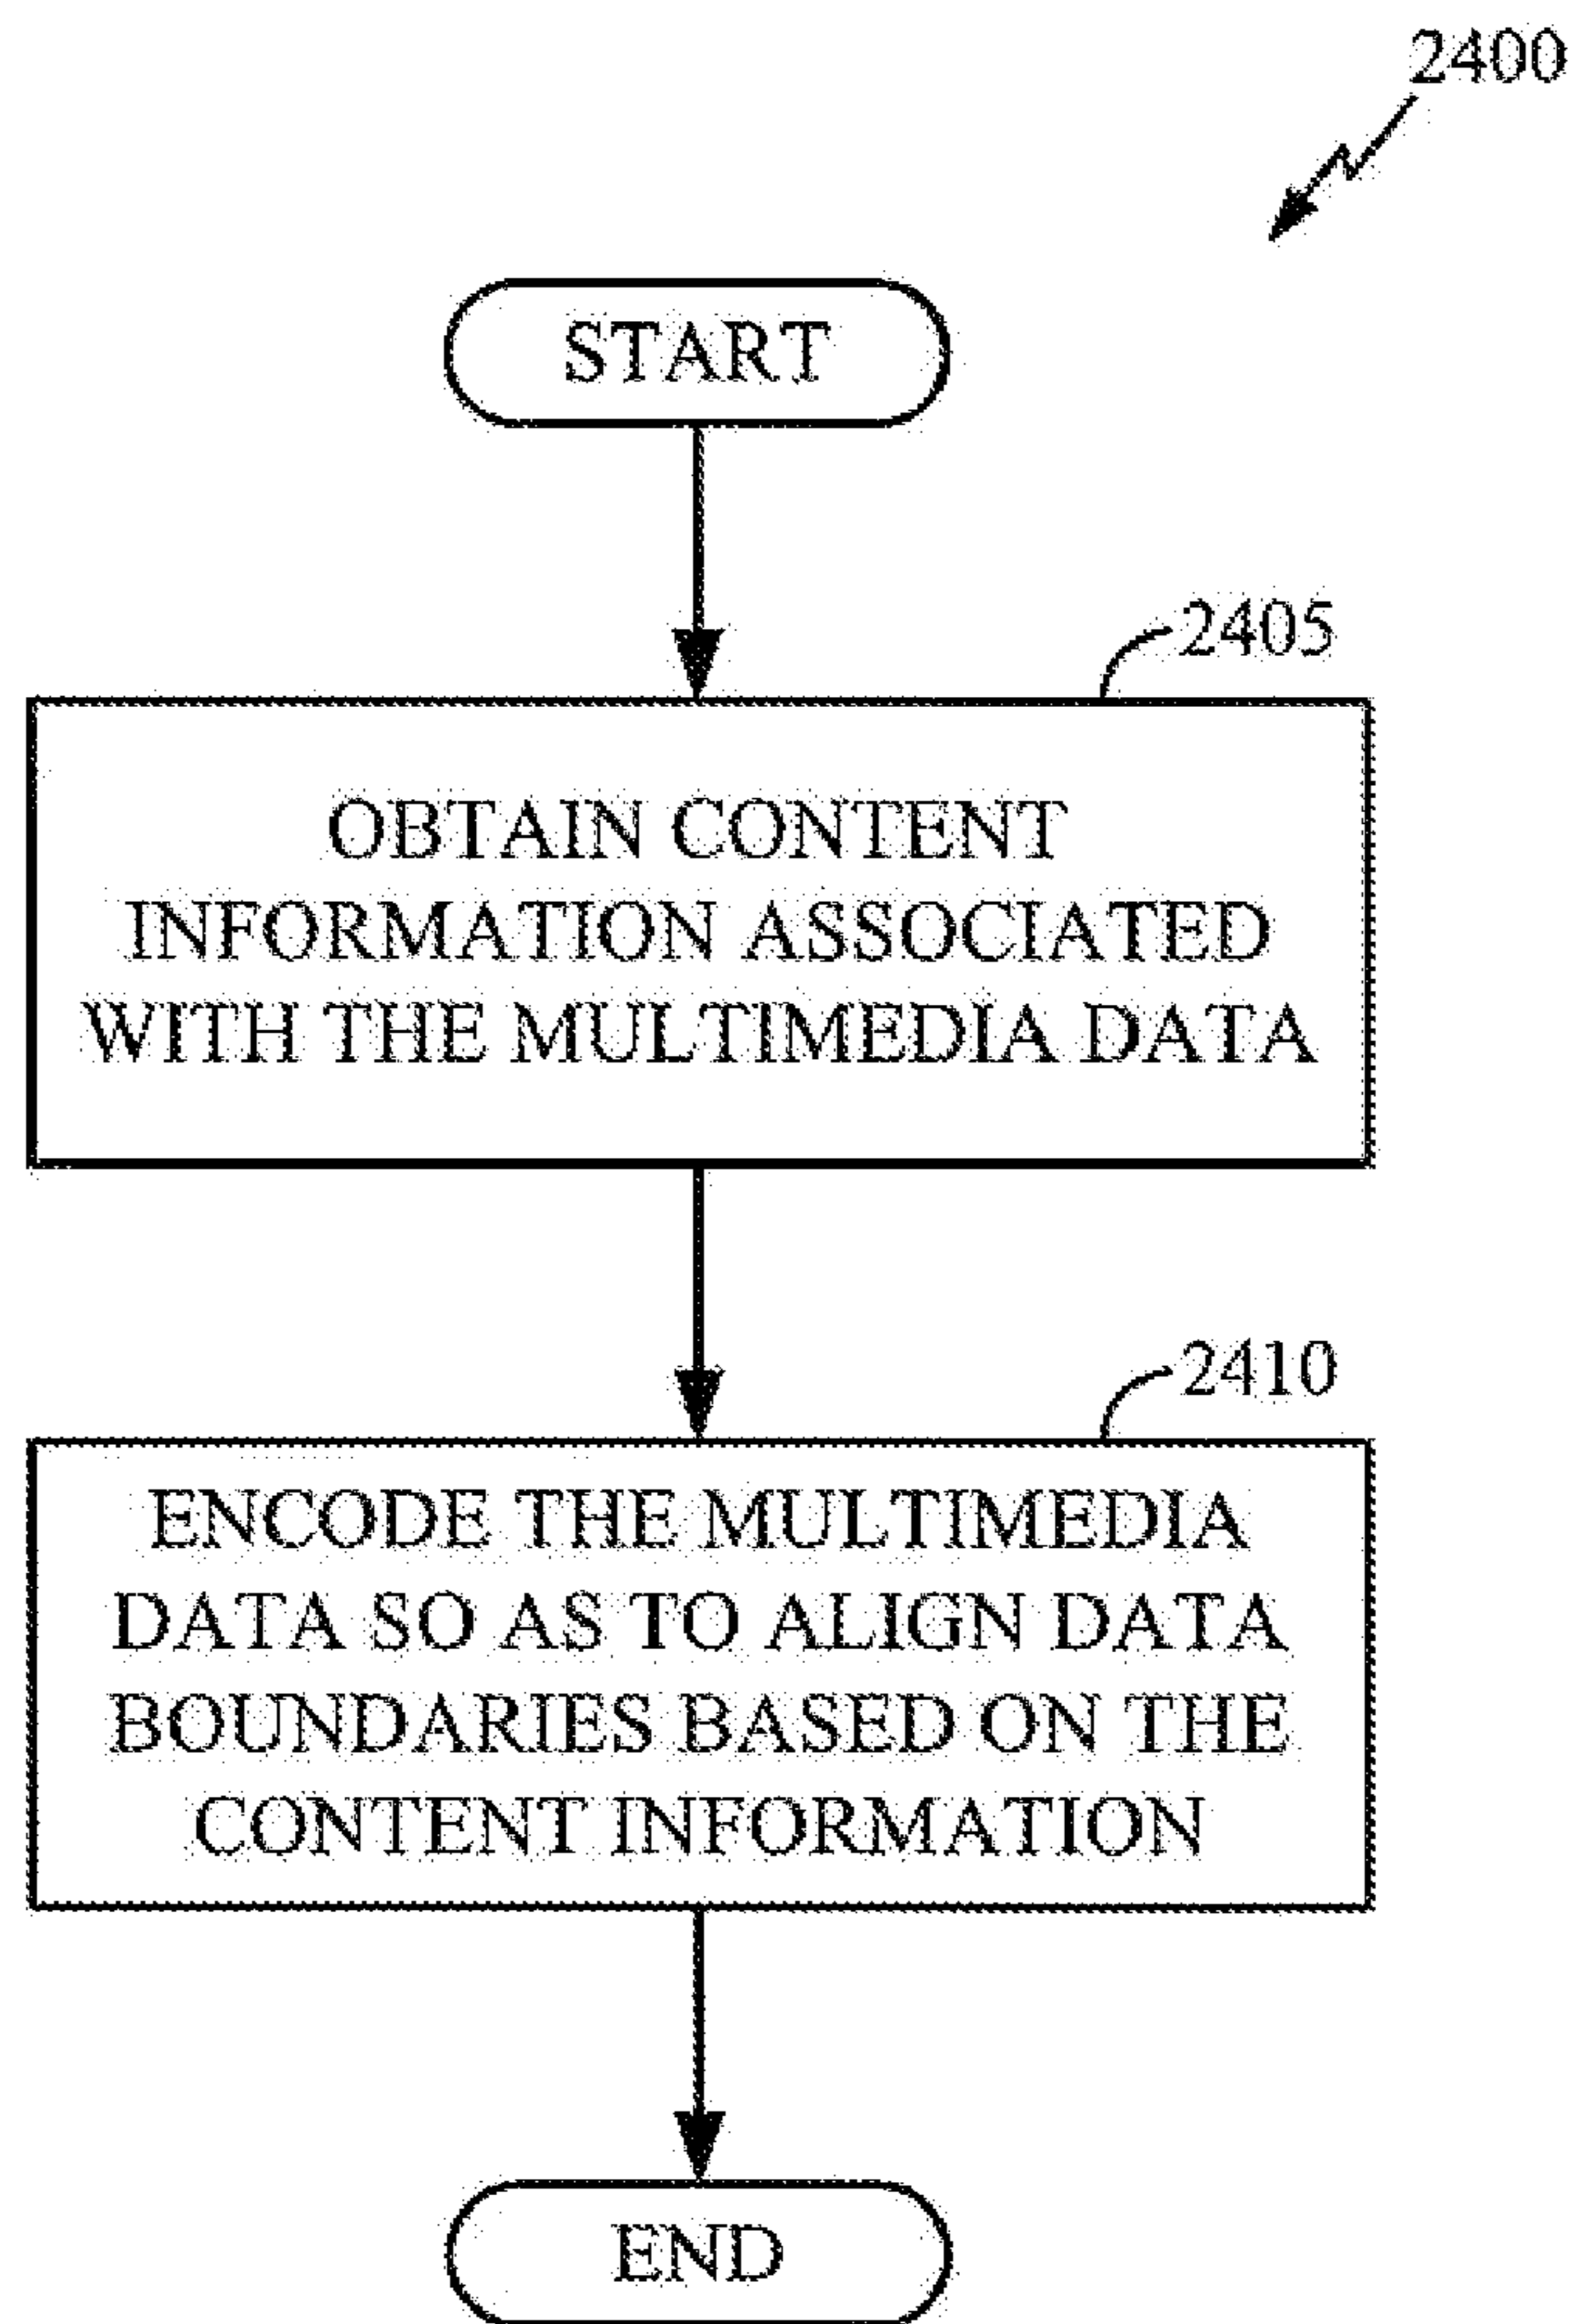 2400
START
2405
OBTAIN CONTENT
INFORMATION ASSOCIATED
WITH THE MULTIMEDIA DATA
2410
ENCODE THE MULTIMEDIA
DATA SO AS TO ALIGN DATA
BOUNDARIES BASED ON THE
CONTENT INFORMATION
END